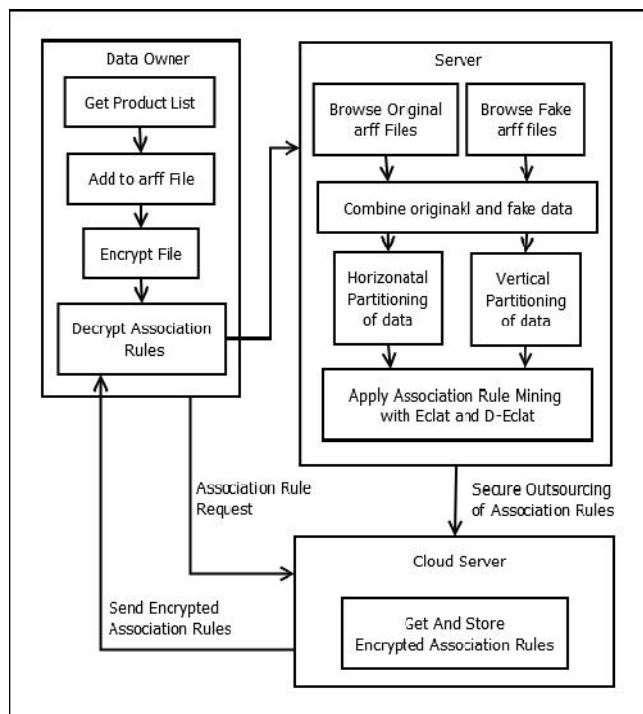 Data Owner
Get Product List
Add to arff File
Encrypt File
Decrypt Association
Rules
Server
Browse Original
arff Files
Browse Fake
arff files
Combine originakl and fake data
Horizonatal
Partitioning
of data
Vertical
Partitioning
of data
Apply Association Rule Mining
with Eclat and D-Eclat
Association Rule
Request
Secure Outsourcing
of Association Rules
Send Encrypted
Association Rules
Cloud Server
Get And Store
Encrypted Association Rules